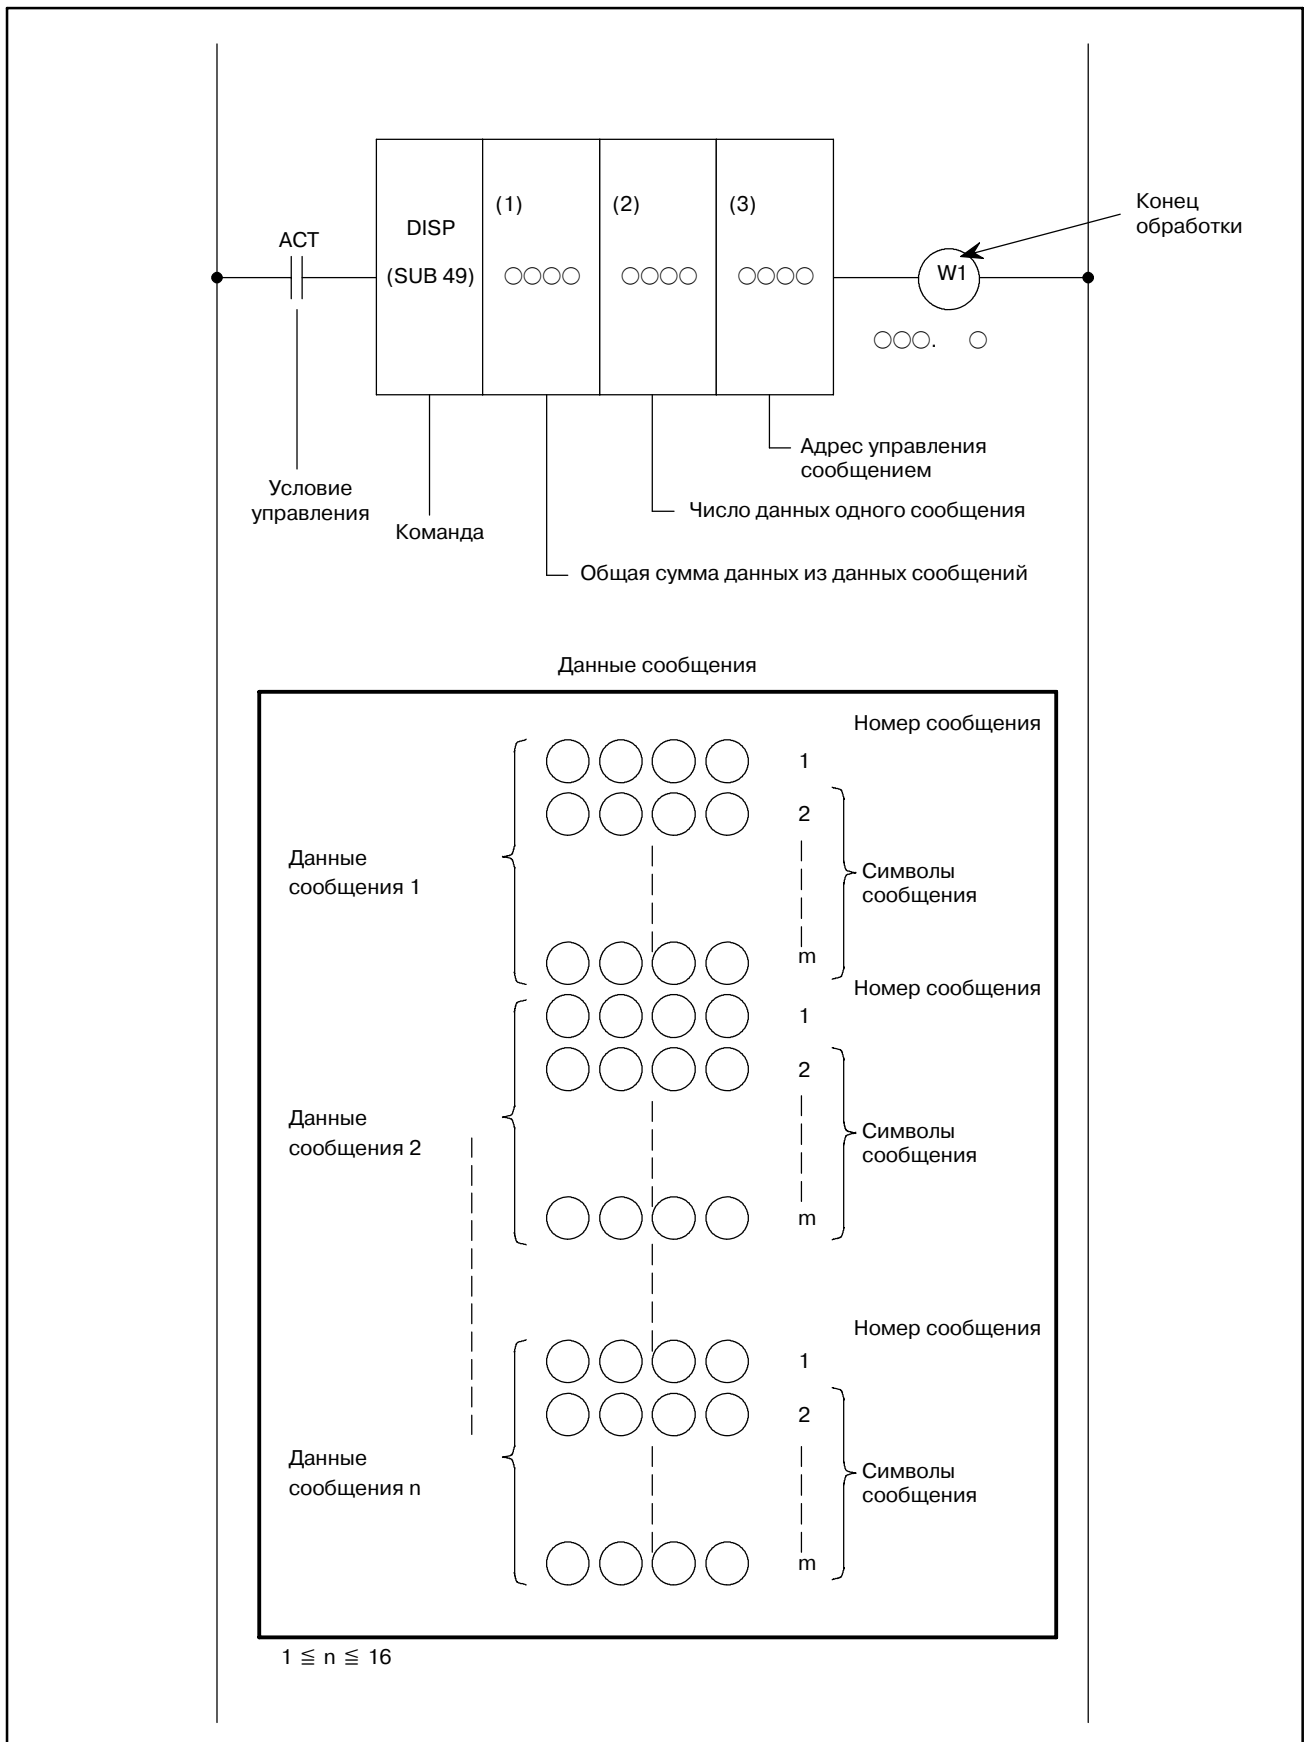 Конец
обработки
ACT
DISP
(SUB 49)
(1)
(2)
(3)
○○○○
○○○○
○○○○
W1
○○○. ○
Условие
управления
Команда
Адрес управления
сообщением
Число данных одного сообщения
Общая сумма данных из данных сообщений
Данные сообщения
Номер сообщения
1
2
Данные
сообщения 1
Символы
сообщения
m
Номер сообщения
1
2
Данные
сообщения 2
Символы
сообщения
m
Номер сообщения
1
2
Данные
сообщения n
Символы
сообщения
m
1 ≦ n ≦ 16